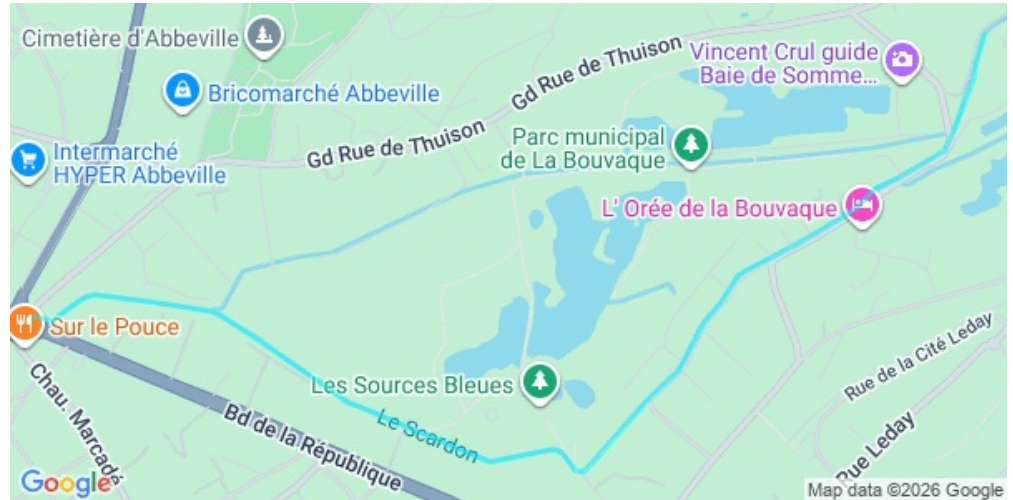 Cimetière d'Abbeville
Bricomarché Abbeville
Gd Rue de Thuison
Vincent Crul guide
Baie de Somme...
Intermarché
HYPER Abbeville
Gd Rue de Thuison
Parc municipal
de La Bouvaque
L' Orée de la Bouvaque
Sur le Pouce
Les Sources Bleues
Rue de la Cité Leday
Chau. Marcadé
Bd de la République
Le Scardon
Rue Leday
Google
Map data ©2026 Google